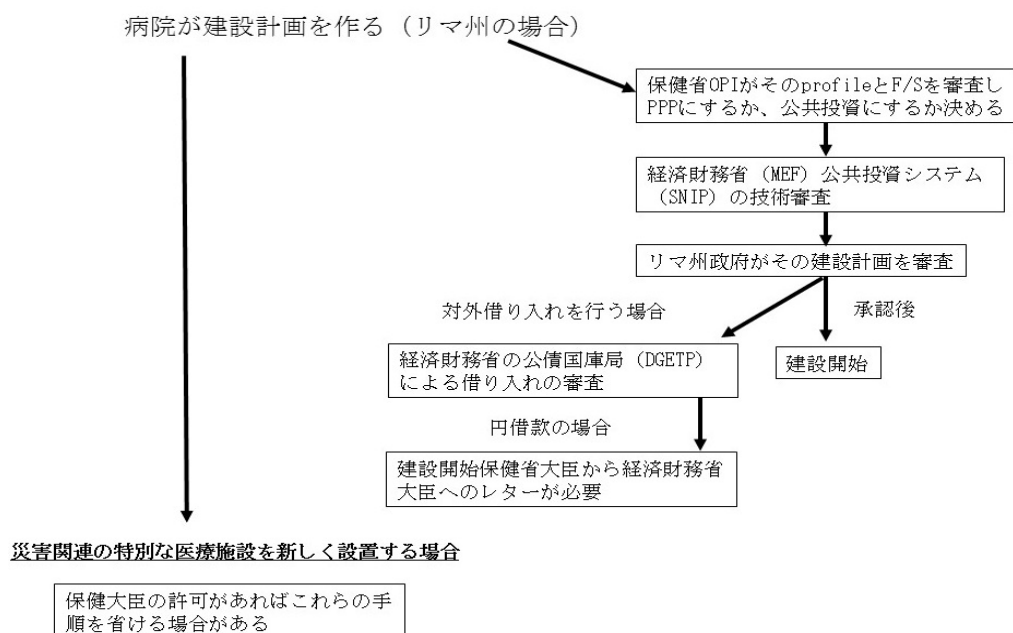 病院が建設計画を作る（リマ州の場合）
保健省OPIがそのprofileとF/Sを審査し
PPPにするか、公共投資にするか決める
経済財務省（MEF）公共投資システム
（SNIP）の技術審査
リマ州政府がその建設計画を審査
対外借り入れを行う場合
承認後
経済財務省の公債国庫局（DGETP）
による借り入れの審査
建設開始
円借款の場合
建設開始保健省大臣から経済財務省
大臣へのレターが必要
災害関連の特別な医療施設を新しく設置する場合
保健大臣の許可があればこれらの手
順を省ける場合がある